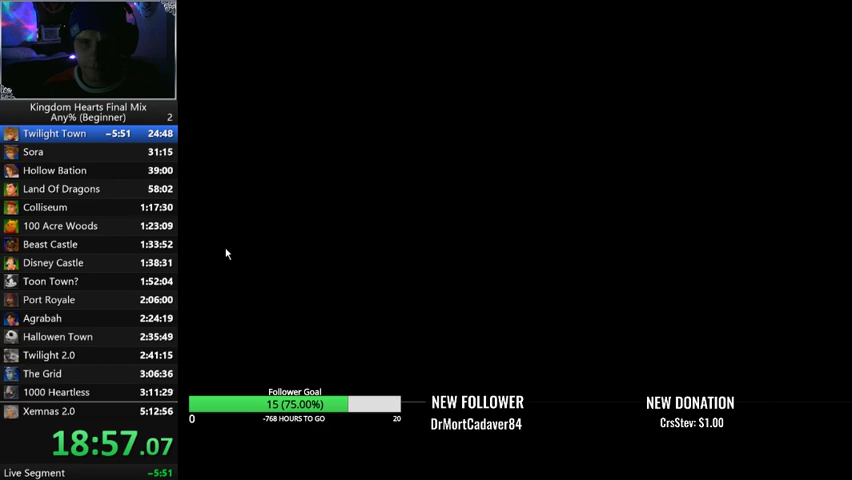 Kingdom Hearts Final Mix
Any% (Beginner) 2
Twilight Town -5:51 24:48
Sora 31:15
Hollow Bation 39:00
Land Of Dragons 58:02
Colliseum 1:17:30
100 Acre Woods 1:23:09
Beast Castle 1:33:52
Disney Castle 1:38:31
Toon Town? 1:52:04
Port Royale 2:06:00
Agrabah 2:24:19
Hallowen Town 2:35:49
Twilight 2.0 2:41:15
The Grid 3:06:36
1000 Heartless 3:11:29
Xemnas 2.0 5:12:56
18:57.07
Live Segment -5:51
Follower Goal
15 (75.00%)
0 -768 HOURS TO GO 20
NEW FOLLOWER
DrMortCadaver84
NEW DONATION
CrsStev: $1.00